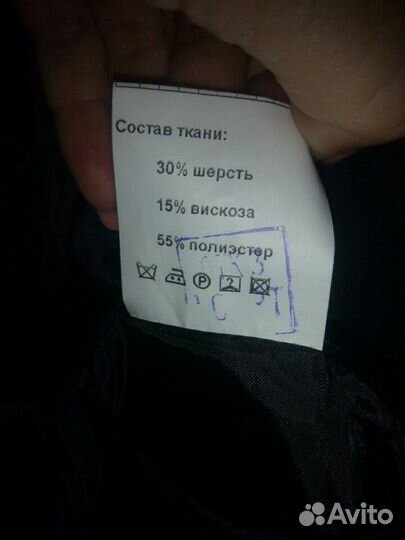 Состав ткани:
30% шерсть
15% вискоза
55% полиэстер
P
Avito